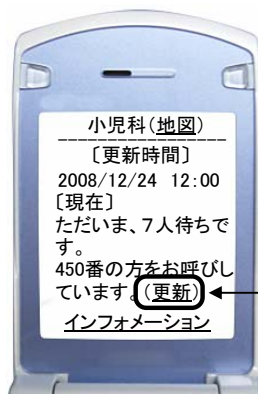 小児科(地図)
〔更新時間〕
2008/12/24 12:00
〔現在〕
ただいま、7人待ちで
す。
450番の方をお呼びし
ています。(更新)
インフォメーション